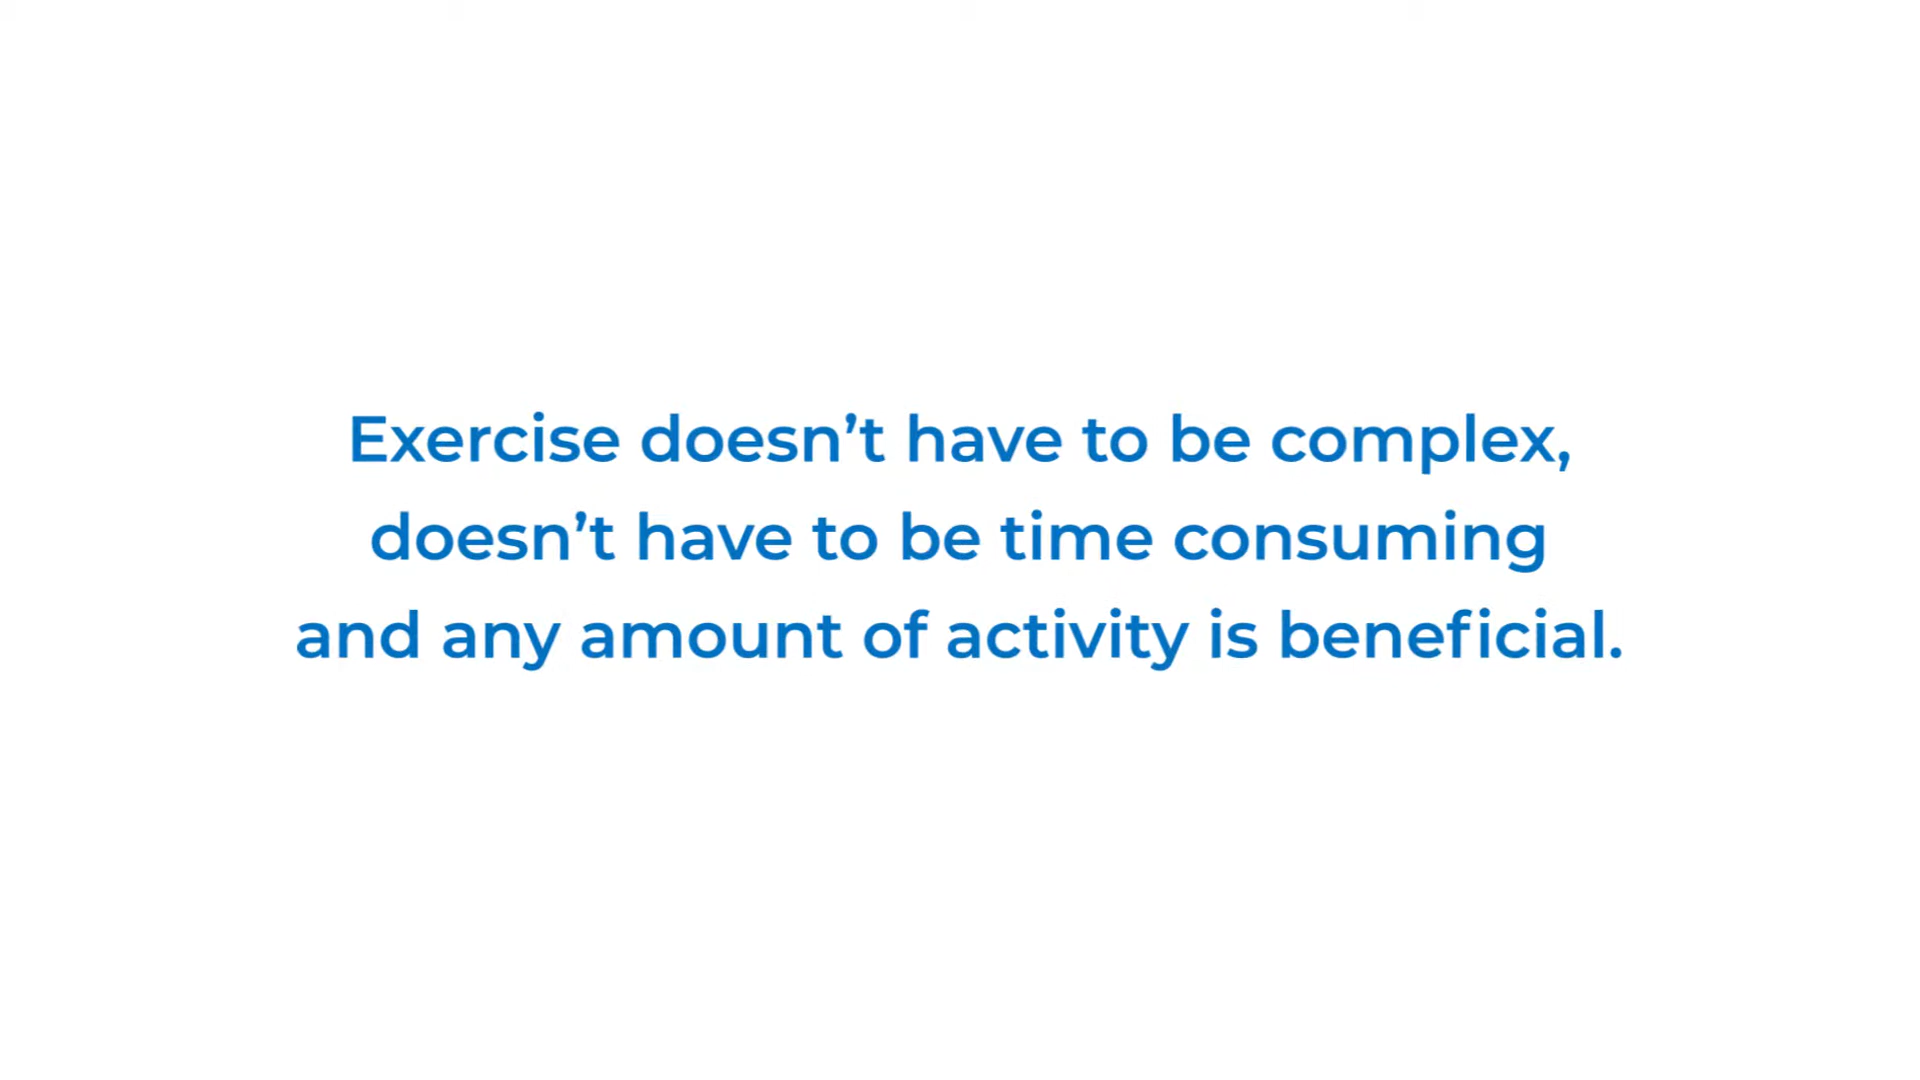 Exercise doesn’t have to be complex,
doesn’t have to be time consuming
and any amount of activity is beneficial.